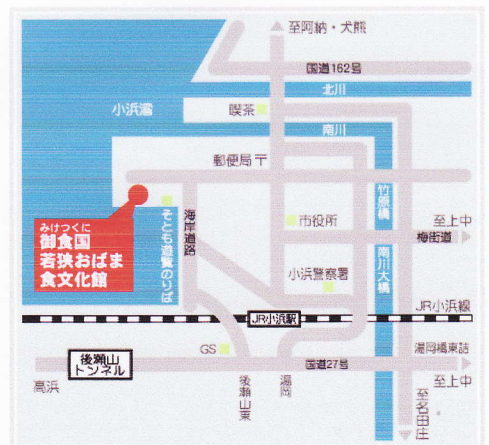 至阿納・犬熊
国道162号
北川
小浜湾
喫茶
南川
郵便局〒
竹原橋
みけつくに
御食国
若狭おばま
食文化館
そとも遊覧のりば
海岸道路
市役所
至上中
梅街道
南川大橋
小浜警察署
JR小浜線
JR小浜駅
GS
湯岡橋東詰
後瀬山
トンネル
国道27号
高浜
後瀬山東
湯岡
至上中
至名田庄